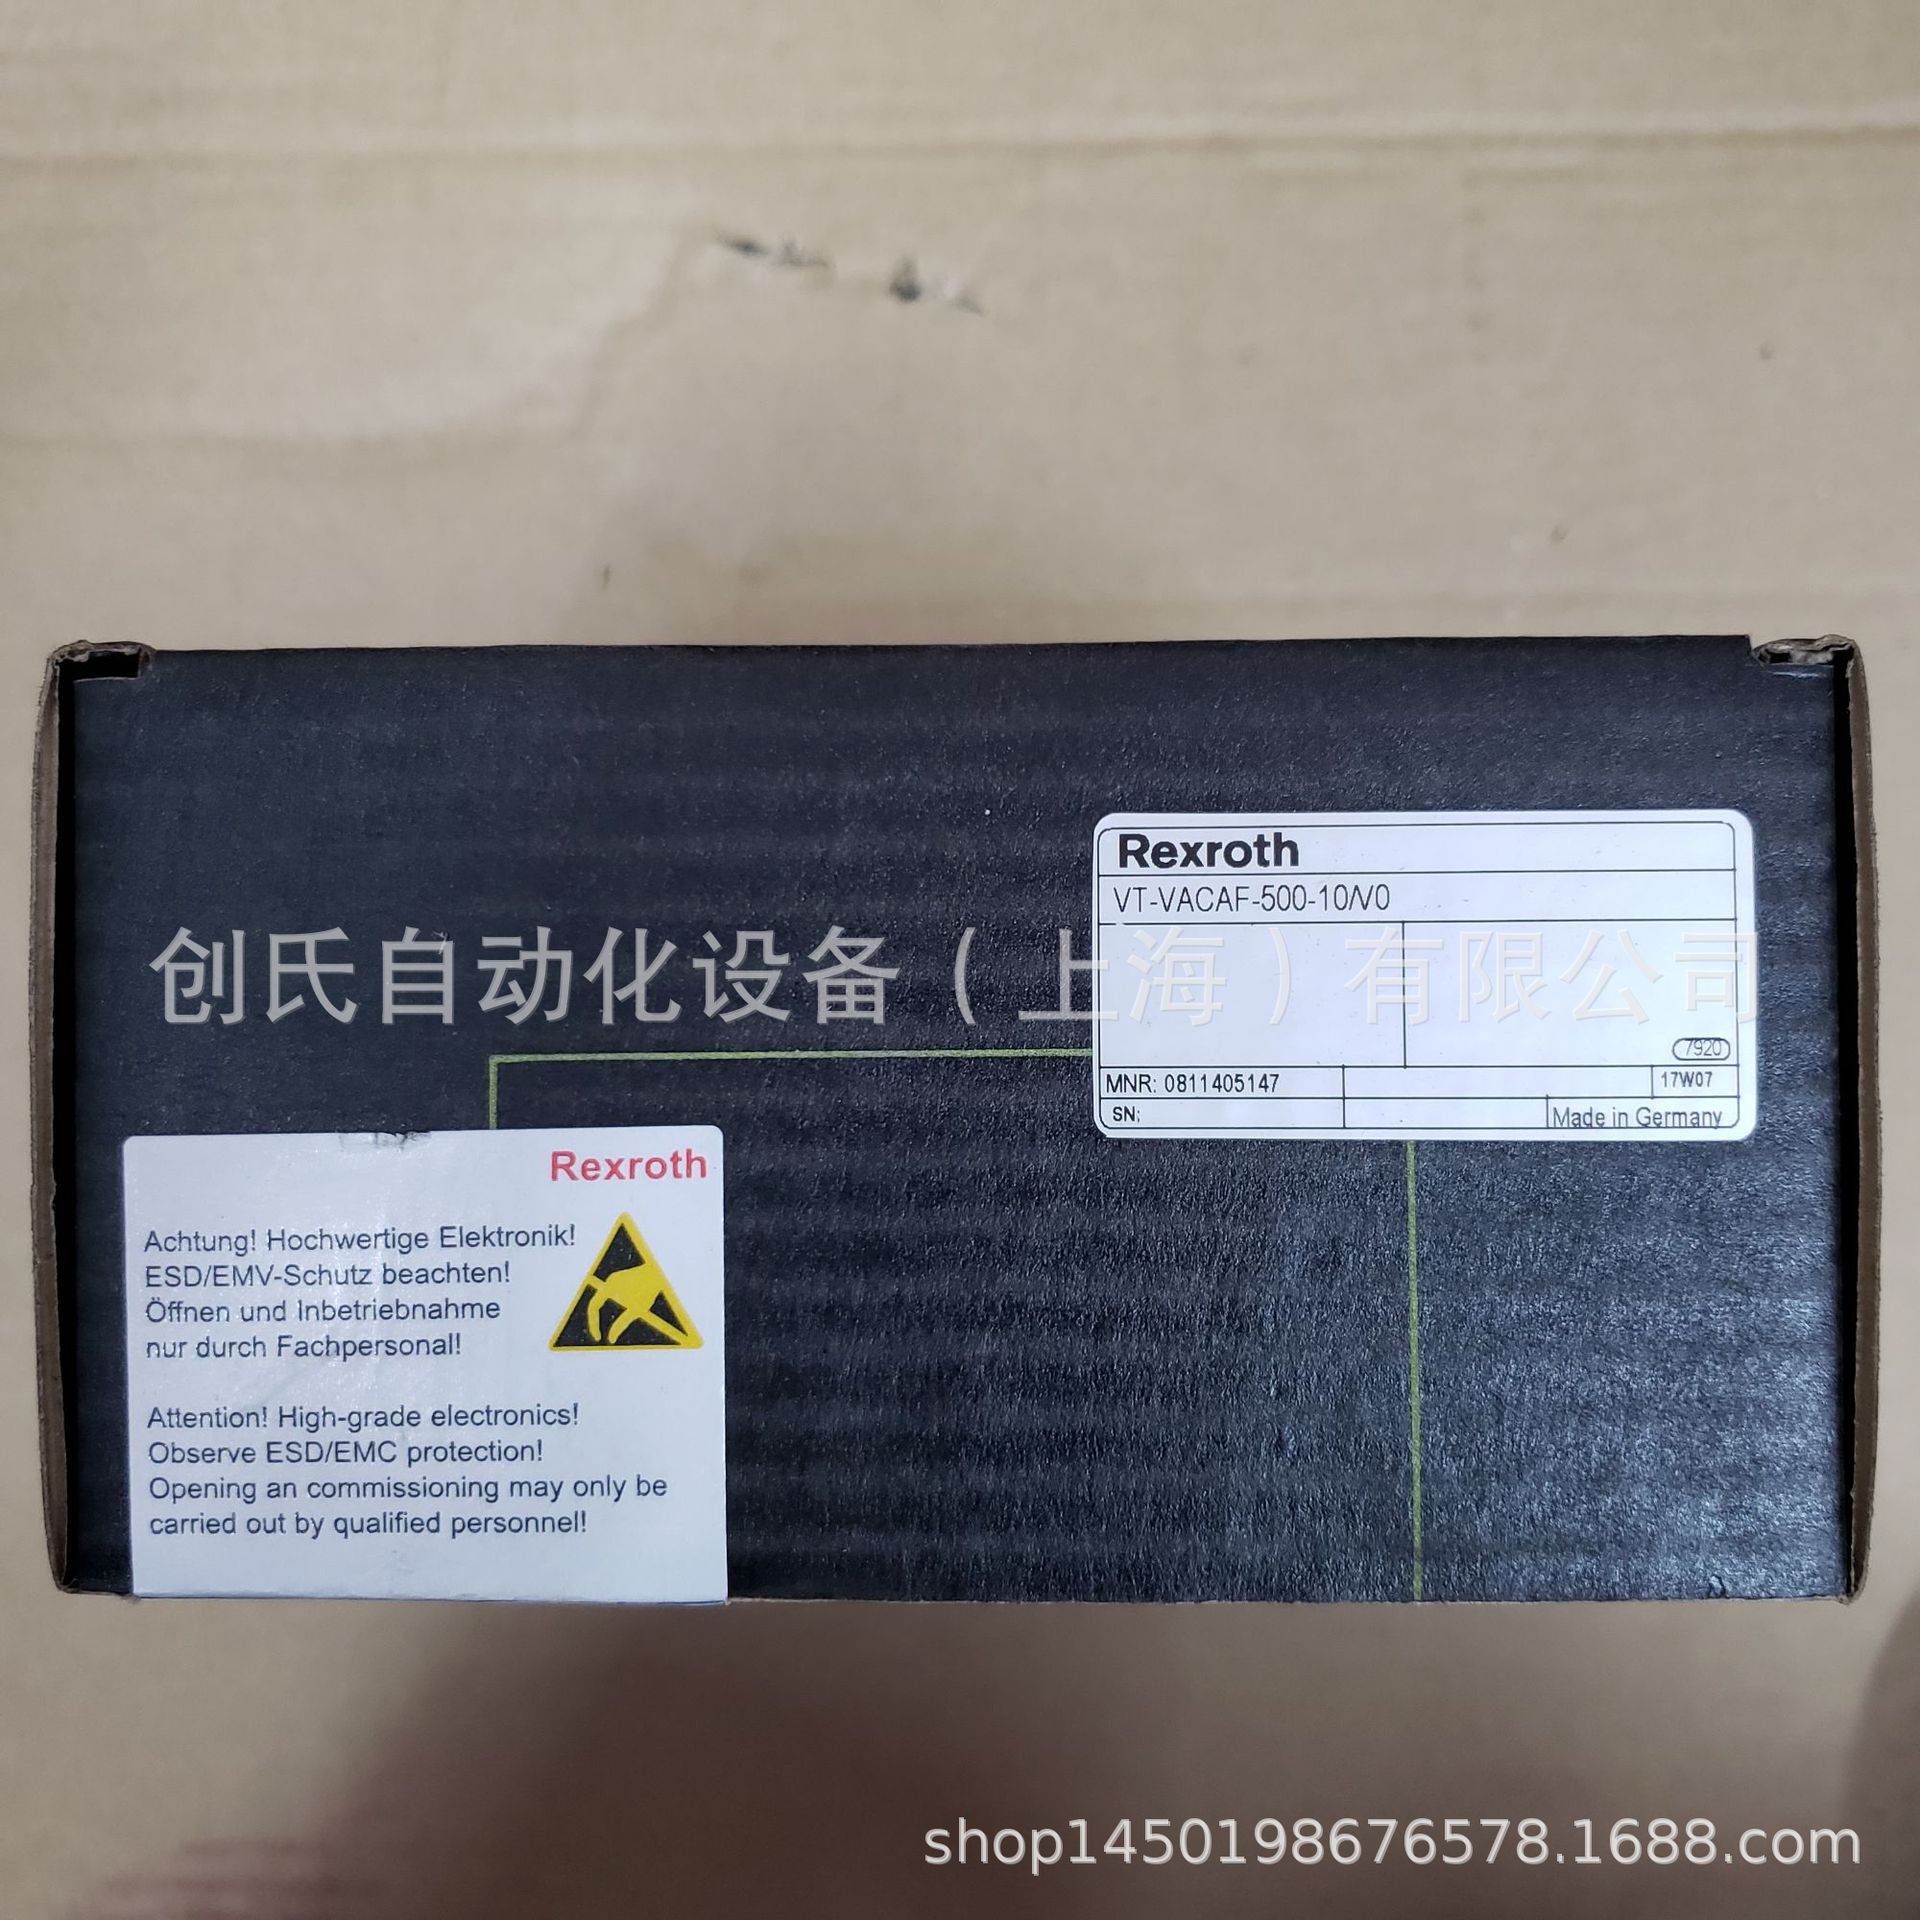 Rexroth
VT-VACAF-500-10/V0
创氏自动化设备（上海）有限公司
7920
MNR: 0811405147
17W07
SN:
Made in Germany
Rexroth
Achtung! Hochwertige Elektronik!
ESD/EMV-Schutz beachten!
Öffnen und Inbetriebnahme
nur durch Fachpersonal!
Attention! High-grade electronics!
Observe ESD/EMC protection!
Opening an commissioning may only be
carried out by qualified personnel!
shop1450198676578.1688.com